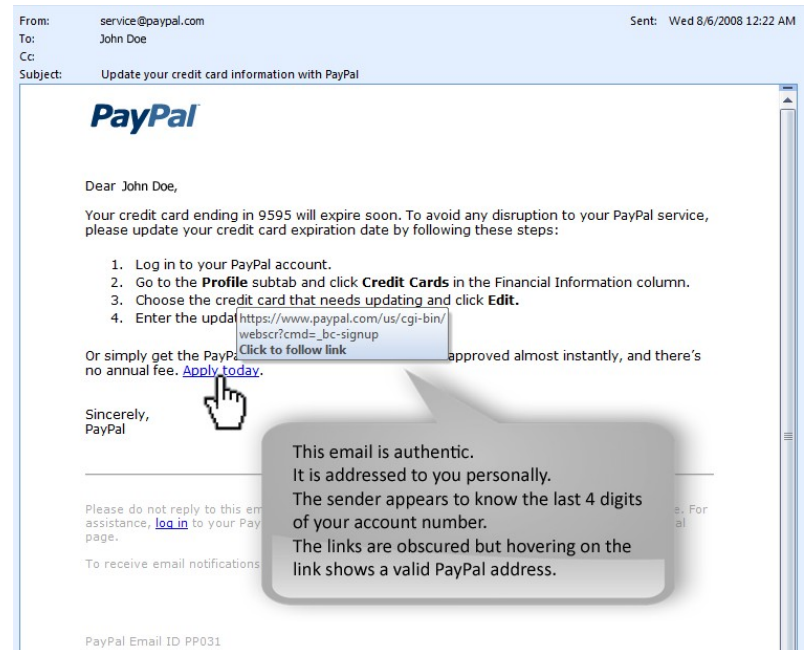 From: service@paypal.com Sent: Wed 8/6/2008 12:22 AM
To: John Doe
Cc:
Subject: Update your credit card information with PayPal
PayPal
Dear John Doe,
Your credit card ending in 9595 will expire soon. To avoid any disruption to your PayPal service,
please update your credit card expiration date by following these steps:
1. Log in to your PayPal account.
2. Go to the Profile subtab and click Credit Cards in the Financial Information column.
3. Choose the credit card that needs updating and click Edit.
4. Enter the
https://www.paypal.com/us/cgi-bin/
webscr?cmd=_bc-signup
Click to follow link
Or simply get the approved almost instantly, and there's
no annual fee. Apply today.
Sincerely,
PayPal
This email is authentic.
It is addressed to you personally.
The sender appears to know the last 4 digits
of your account number.
The links are obscured but hovering on the
link shows a valid PayPal address.
Please do not reply to this For
assistance, log in to your
page.
To receive email notifications
PayPal Email ID PP031